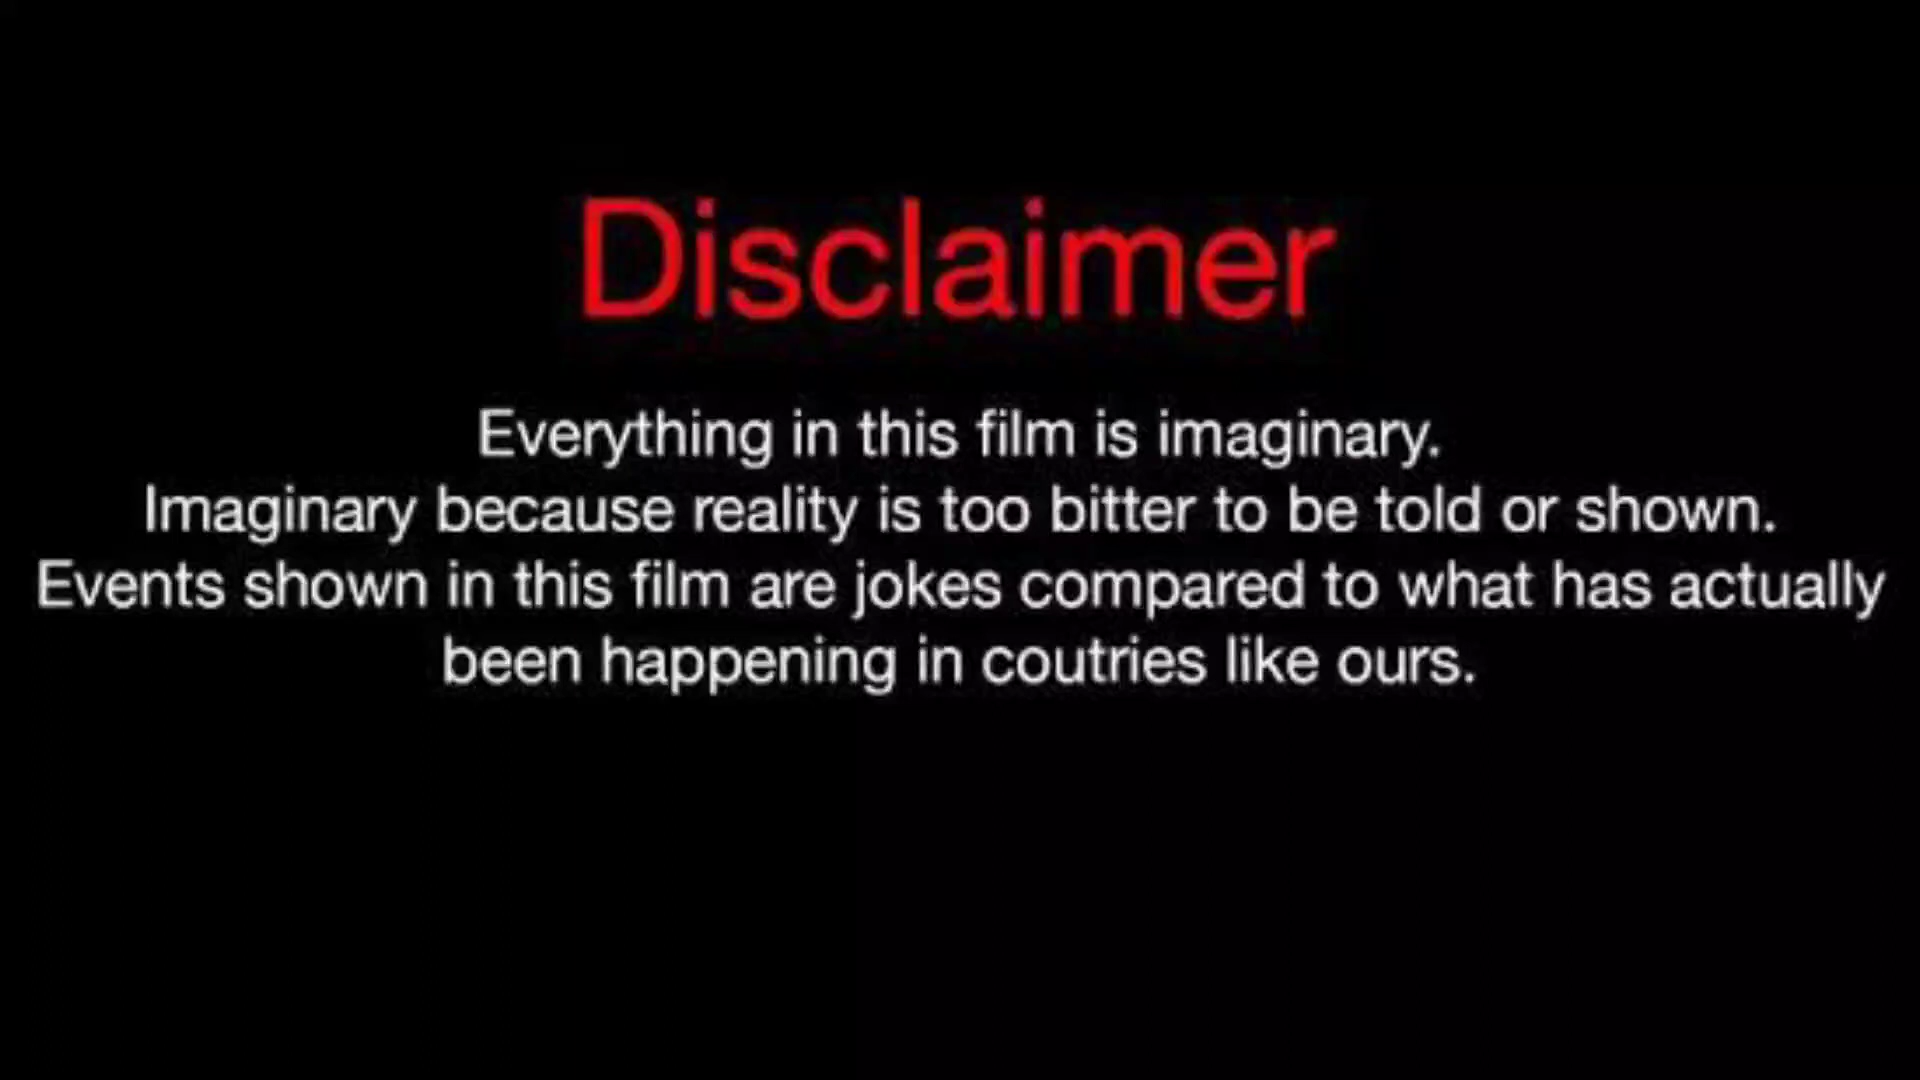 Disclaimer
Everything in this film is imaginary.
Imaginary because reality is too bitter to be told or shown.
Events shown in this film are jokes compared to what has actually
been happening in coutries like ours.